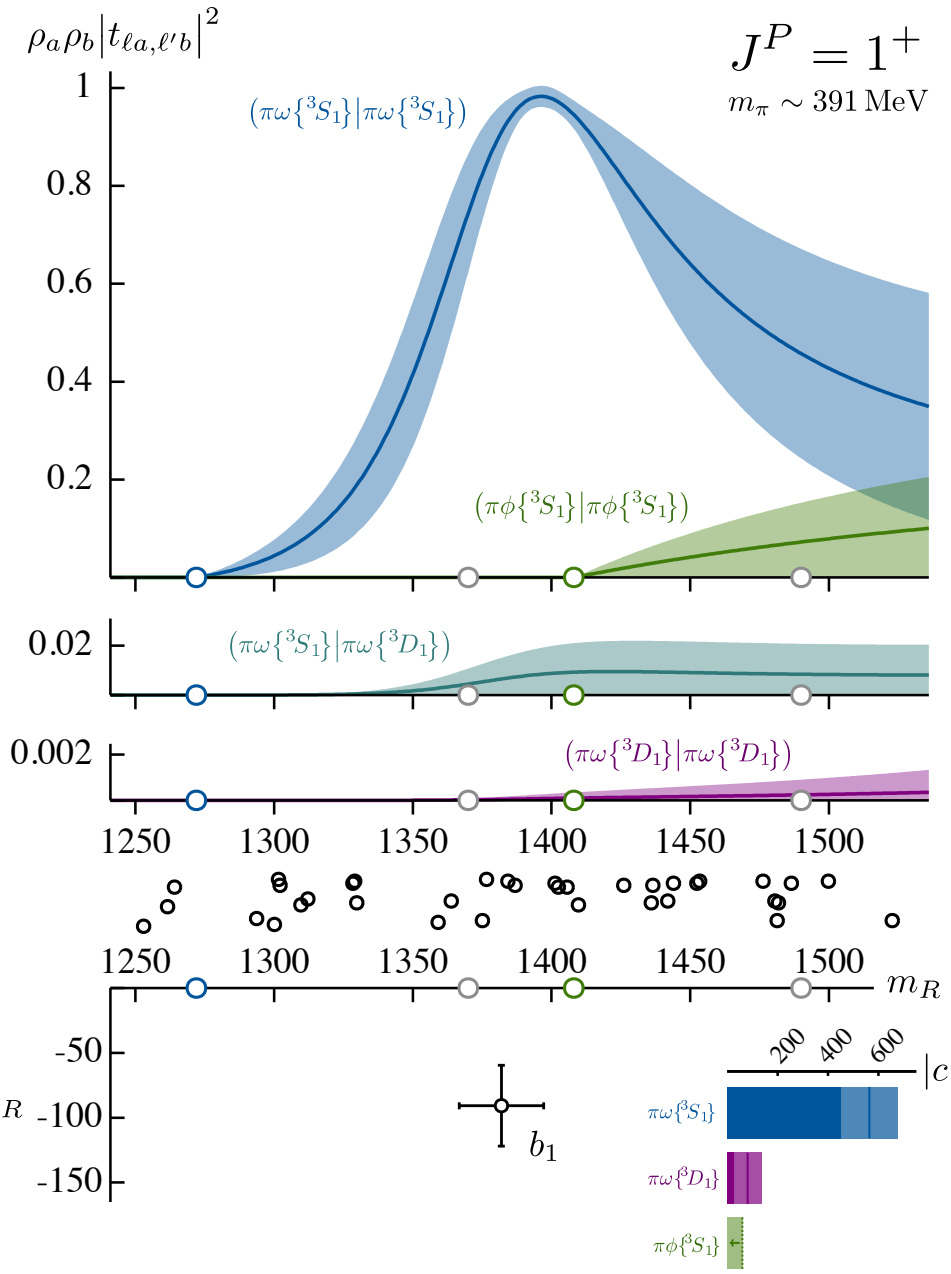 ρₐρ_b|t_{ℓa,ℓ′b}|²
J^P = 1⁺
m_π ∼ 391 MeV
1
(πω{³S₁}|πω{³S₁})
0.8
0.6
0.4
0.2
(πϕ{³S₁}|πϕ{³S₁})
0.02
(πω{³S₁}|πω{³D₁})
0.002
(πω{³D₁}|πω{³D₁})
1250 1300 1350 1400 1450 1500
1250 1300 1350 1400 1450 1500
m_R
-50
-100
-150
R
b₁
200 400 600
|c
πω{³S₁}
πω{³D₁}
πϕ{³S₁}